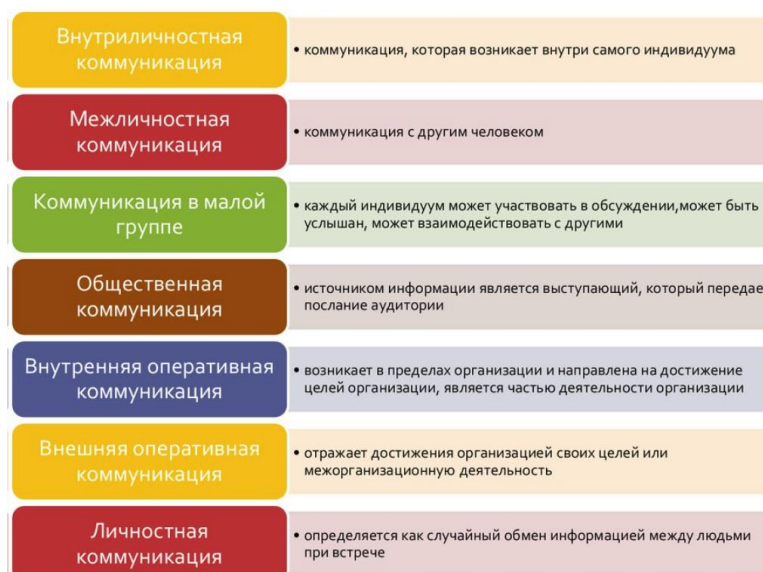 Внутриличностная
коммуникация
• коммуникация, которая возникает внутри самого индивидуума
Межличностная
коммуникация
• коммуникация с другим человеком
Коммуникация в малой
группе
• каждый индивидуум может участвовать в обсуждении,может быть
услышан, может взаимодействовать с другими
Общественная
коммуникация
• источником информации является выступающий, который передае
послание аудитории
Внутренняя оперативная
коммуникация
• возникает в пределах организации и направлена на достижение
целей организации, является частью деятельности организации
Внешняя оперативная
коммуникация
• отражает достижения организацией своих целей или
межорганизационную деятельность
Личностная
коммуникация
• определяется как случайный обмен информацией между людьми
при встрече